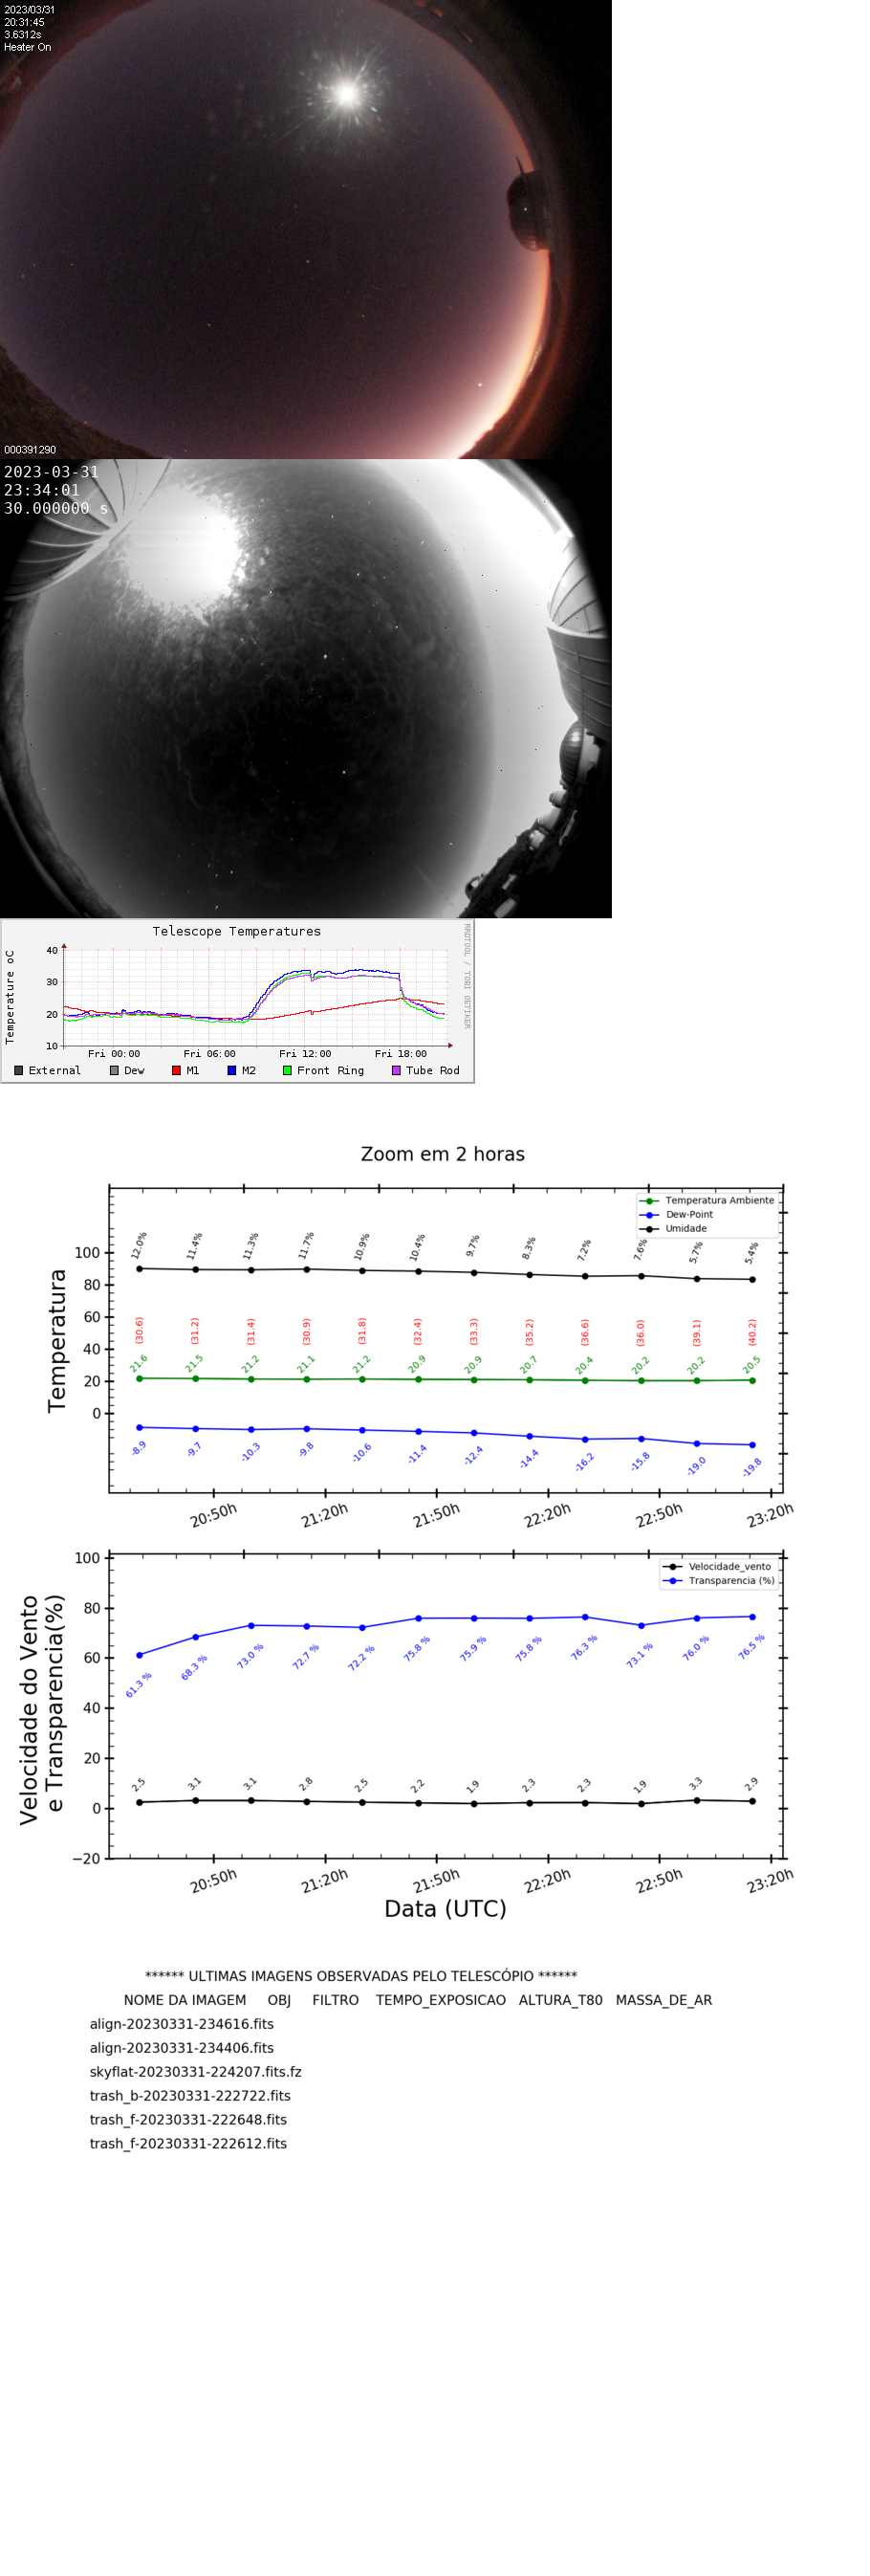 2023/03/31
20:31:45
3.6312s
Heater On
000391290
2023-03-31
23:34:01
30.000000 s
Telescope Temperatures
RRDTOOL / TOBI OETIKER
Temperature oC
40
30
20
10
Fri 00:00 Fri 06:00 Fri 12:00 Fri 18:00
External Dew M1 M2 Front Ring Tube Rod
Zoom em 2 horas
Temperatura Ambiente
Dew-Point
Umidade
Temperatura
100
80
60
40
20
0
12.0% 11.4% 11.3% 11.7% 10.9% 10.4% 9.7% 8.3% 7.2% 7.6% 5.7% 5.4%
(30.6) (31.2) (31.4) (30.9) (31.8) (32.4) (33.3) (35.2) (36.6) (36.0) (39.1) (40.2)
21.6 21.5 21.2 21.1 21.2 20.9 20.9 20.7 20.4 20.2 20.2 20.5
-8.9 -9.7 -10.3 -9.8 -10.6 -11.4 -12.4 -14.4 -16.2 -15.8 -19.0 -19.8
20:50h 21:20h 21:50h 22:20h 22:50h 23:20h
Velocidade_vento
Transparencia (%)
Velocidade do Vento
e Transparencia(%)
100
80
60
40
20
0
−20
61.3 % 68.3 % 73.0 % 72.7 % 72.2 % 75.8 % 75.9 % 75.8 % 76.3 % 73.1 % 76.0 % 76.5 %
2.5 3.1 3.1 2.8 2.5 2.2 1.9 2.3 2.3 1.9 3.3 2.9
20:50h 21:20h 21:50h 22:20h 22:50h 23:20h
Data (UTC)
****** ULTIMAS IMAGENS OBSERVADAS PELO TELESCÓPIO ******
NOME DA IMAGEM OBJ FILTRO TEMPO_EXPOSICAO ALTURA_T80 MASSA_DE_AR
align-20230331-234616.fits
align-20230331-234406.fits
skyflat-20230331-224207.fits.fz
trash_b-20230331-222722.fits
trash_f-20230331-222648.fits
trash_f-20230331-222612.fits